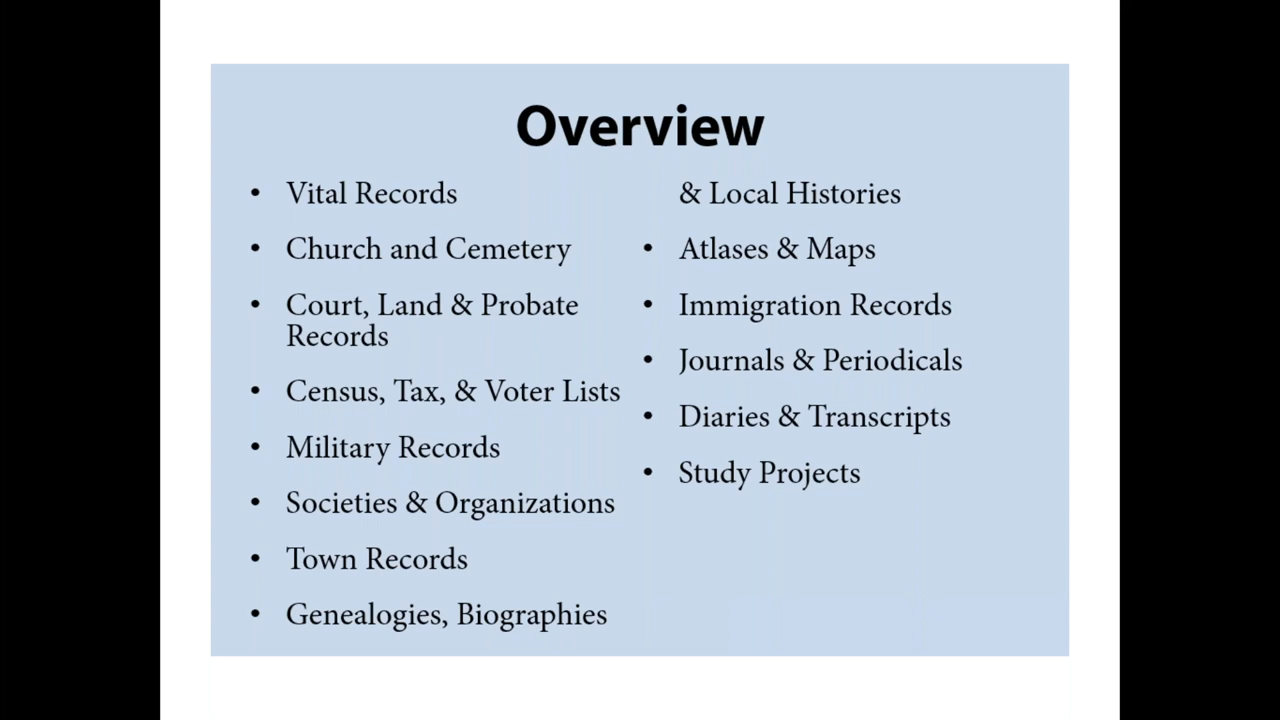 Overview
• Vital Records
• Church and Cemetery
• Court, Land & Probate
Records
• Census, Tax, & Voter Lists
• Military Records
• Societies & Organizations
• Town Records
• Genealogies, Biographies
& Local Histories
• Atlases & Maps
• Immigration Records
• Journals & Periodicals
• Diaries & Transcripts
• Study Projects